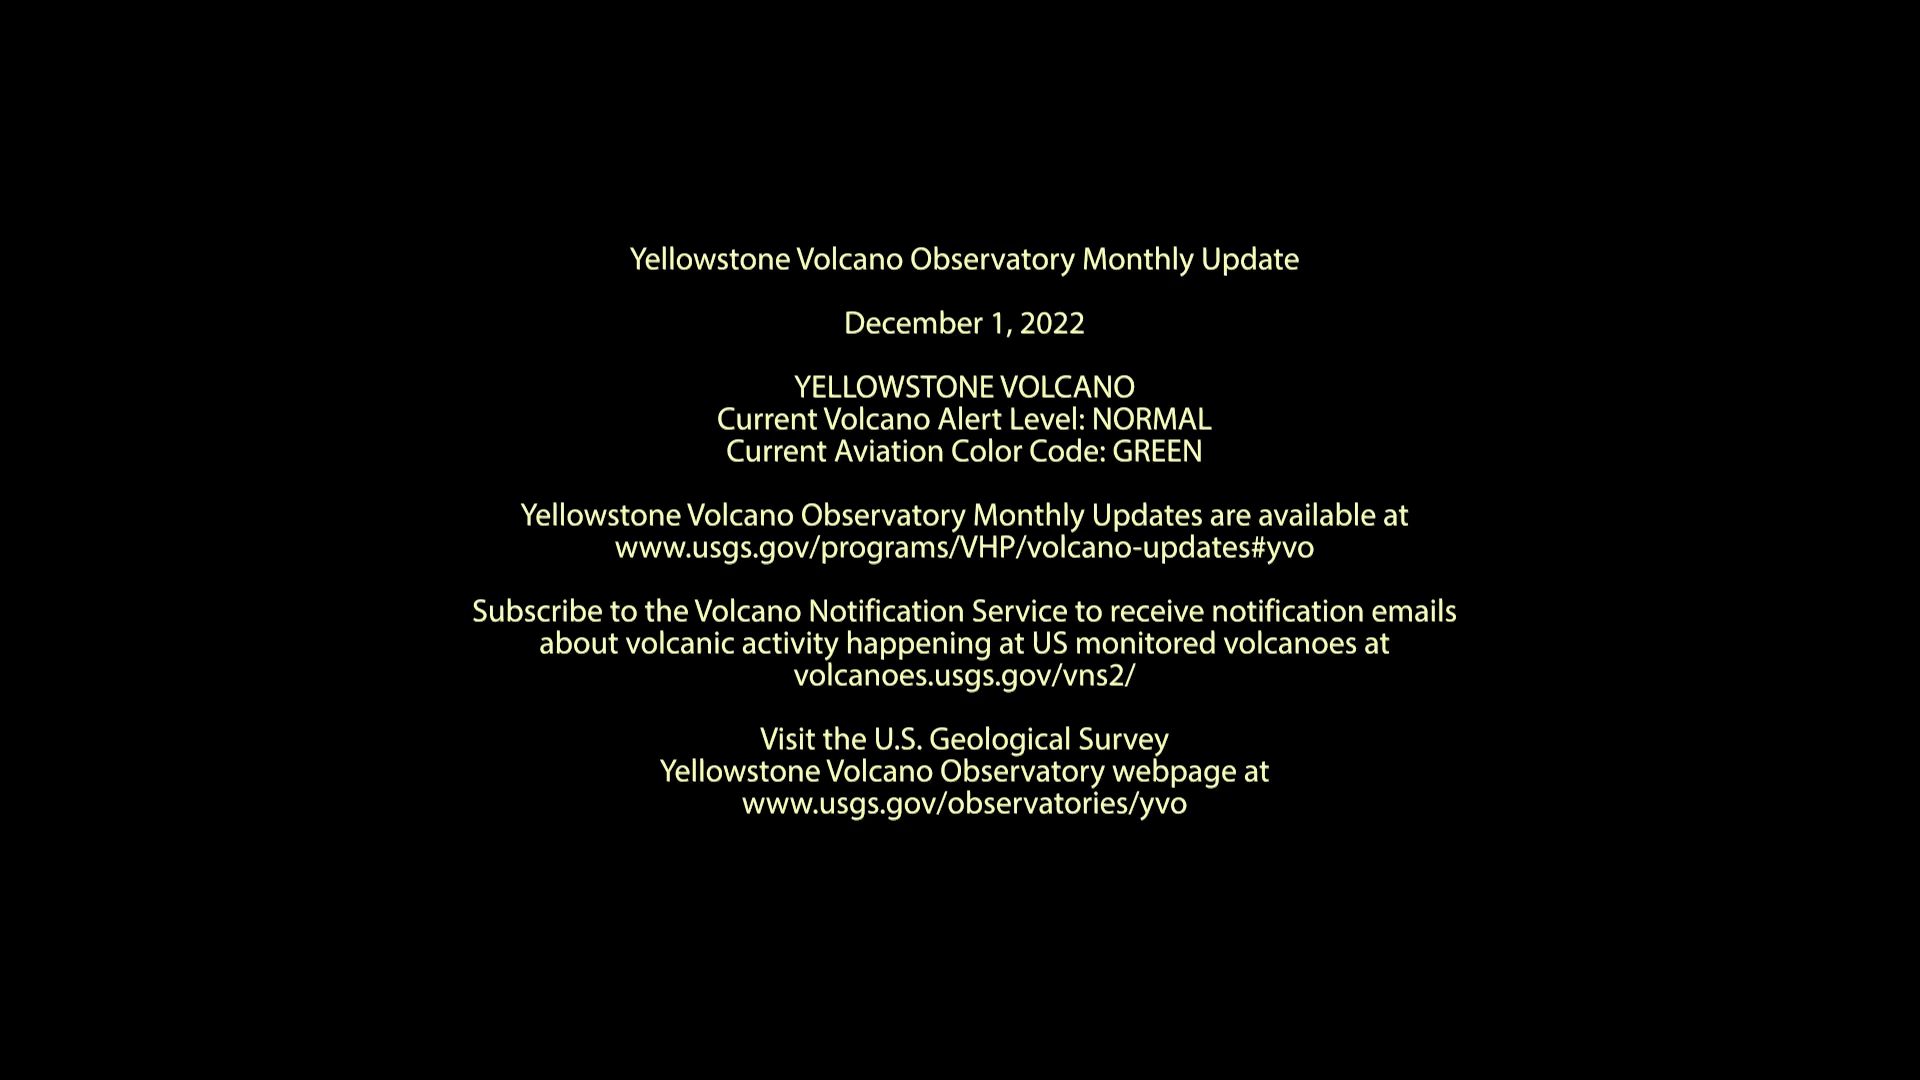 Yellowstone Volcano Observatory Monthly Update
December 1, 2022
YELLOWSTONE VOLCANO
Current Volcano Alert Level: NORMAL
Current Aviation Color Code: GREEN
Yellowstone Volcano Observatory Monthly Updates are available at
www.usgs.gov/programs/VHP/volcano-updates#yvo
Subscribe to the Volcano Notification Service to receive notification emails
about volcanic activity happening at US monitored volcanoes at
volcanoes.usgs.gov/vns2/
Visit the U.S. Geological Survey
Yellowstone Volcano Observatory webpage at
www.usgs.gov/observatories/yvo